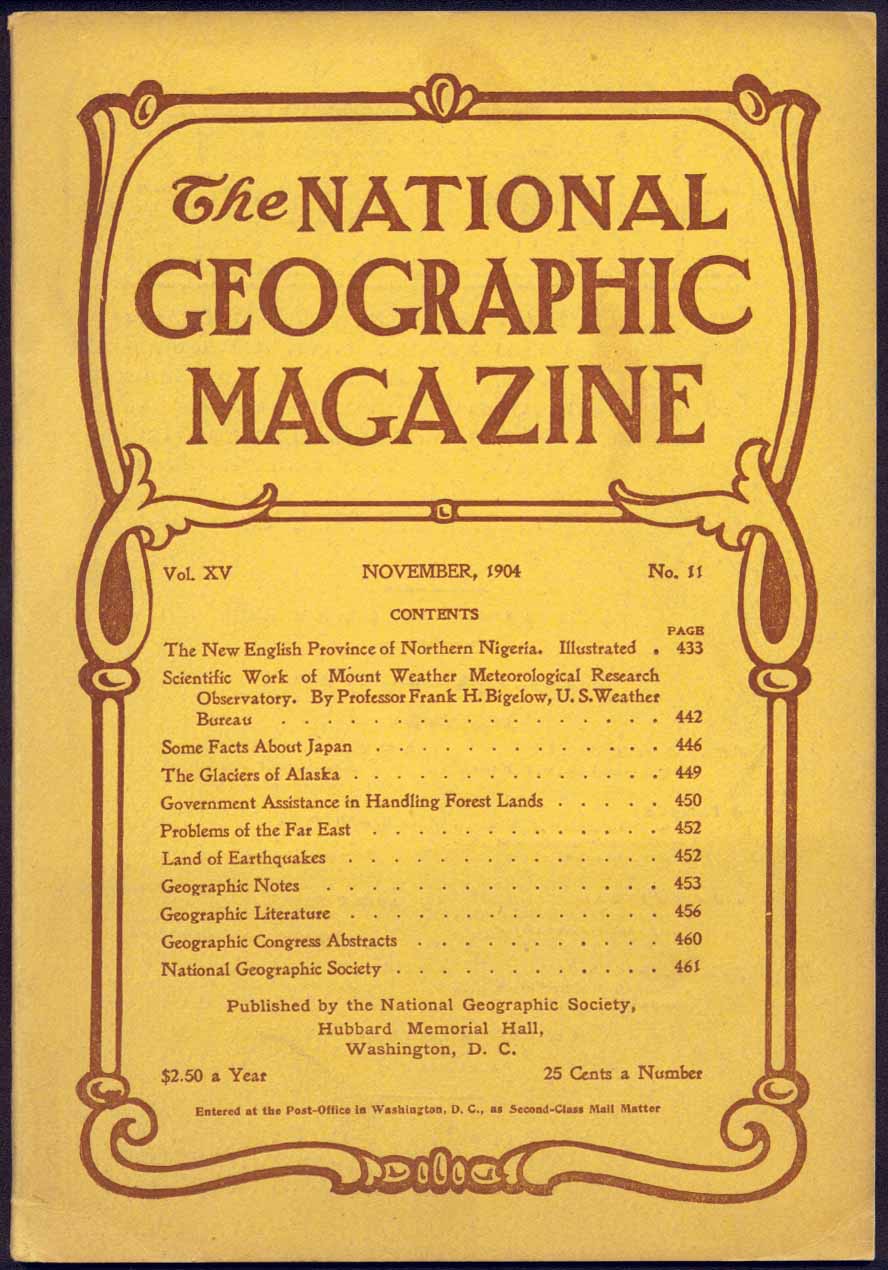 The NATIONAL
GEOGRAPHIC
MAGAZINE
Vol. XV NOVEMBER, 1904 No. 11
CONTENTS
PAGE
The New English Province of Northern Nigeria. Illustrated . 433
Scientific Work of Mount Weather Meteorological Research
Observatory. By Professor Frank H. Bigelow, U. S. Weather
Bureau . . . . . . . . . . . . . . . . . 442
Some Facts About Japan . . . . . . . . . . . . . 446
The Glaciers of Alaska . . . . . . . . . . . . . . 449
Government Assistance in Handling Forest Lands . . . . . 450
Problems of the Far East . . . . . . . . . . . . . 452
Land of Earthquakes . . . . . . . . . . . . . . 452
Geographic Notes . . . . . . . . . . . . . . . 453
Geographic Literature . . . . . . . . . . . . . . 456
Geographic Congress Abstracts . . . . . . . . . . . 460
National Geographic Society . . . . . . . . . . . . 461
Published by the National Geographic Society,
Hubbard Memorial Hall,
Washington, D. C.
$2.50 a Year 25 Cents a Number
Entered at the Post-Office in Washington, D. C., as Second-Class Mail Matter